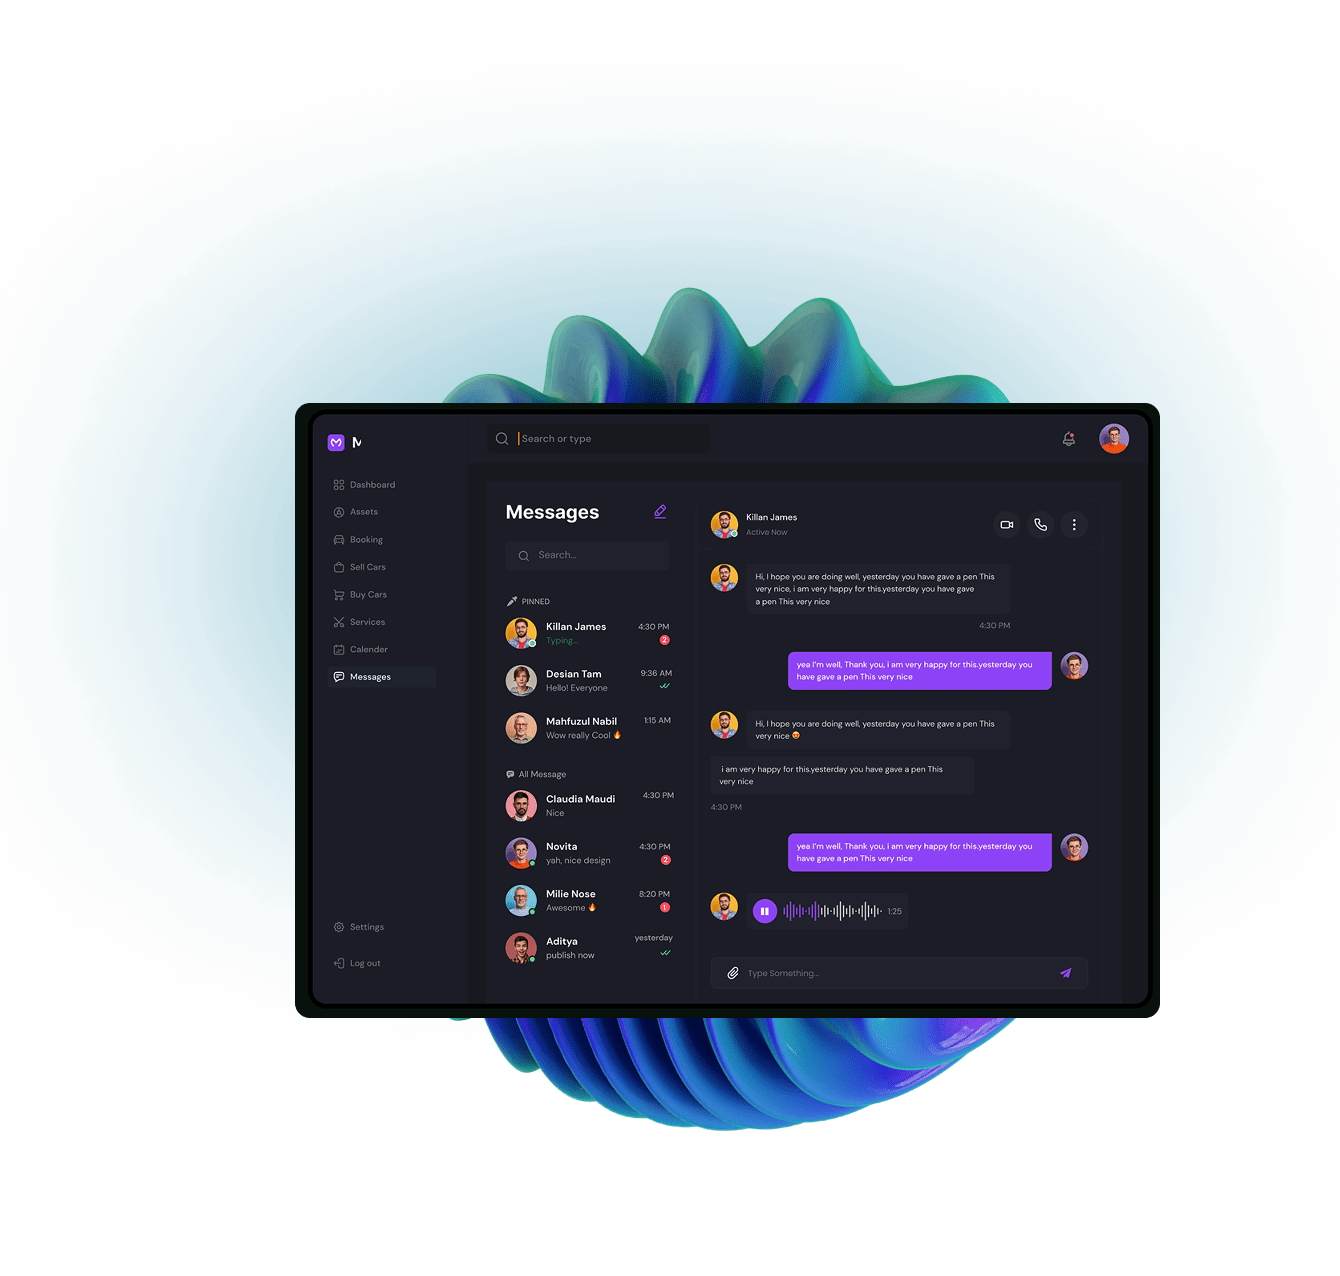 M
Search or type
Dashboard
Assets
Booking
Sell Cars
Buy Cars
Services
Calender
Messages
Settings
Log out
Messages
Search...
PINNED
Killan James 4:30 PM
Typing... 2
Desian Tam 9:36 AM
Hello! Everyone
Mahfuzul Nabil 1:15 AM
Wow really Cool 🔥
All Message
Claudia Maudi 4:30 PM
Nice
Novita 4:30 PM
yah, nice design 2
Milie Nose 8:20 PM
Awesome 🔥 1
Aditya yesterday
publish now
Killan James
Active Now
Hi, I hope you are doing well, yesterday you have gave a pen This
very nice, i am very happy for this.yesterday you have gave
a pen This very nice
4:30 PM
yea I'm well, Thank you, i am very happy for this.yesterday you
have gave a pen This very nice
Hi, I hope you are doing well, yesterday you have gave a pen This
very nice 😍
i am very happy for this.yesterday you have gave a pen This
very nice
4:30 PM
yea I'm well, Thank you, i am very happy for this.yesterday you
have gave a pen This very nice
1:25
Type Something...